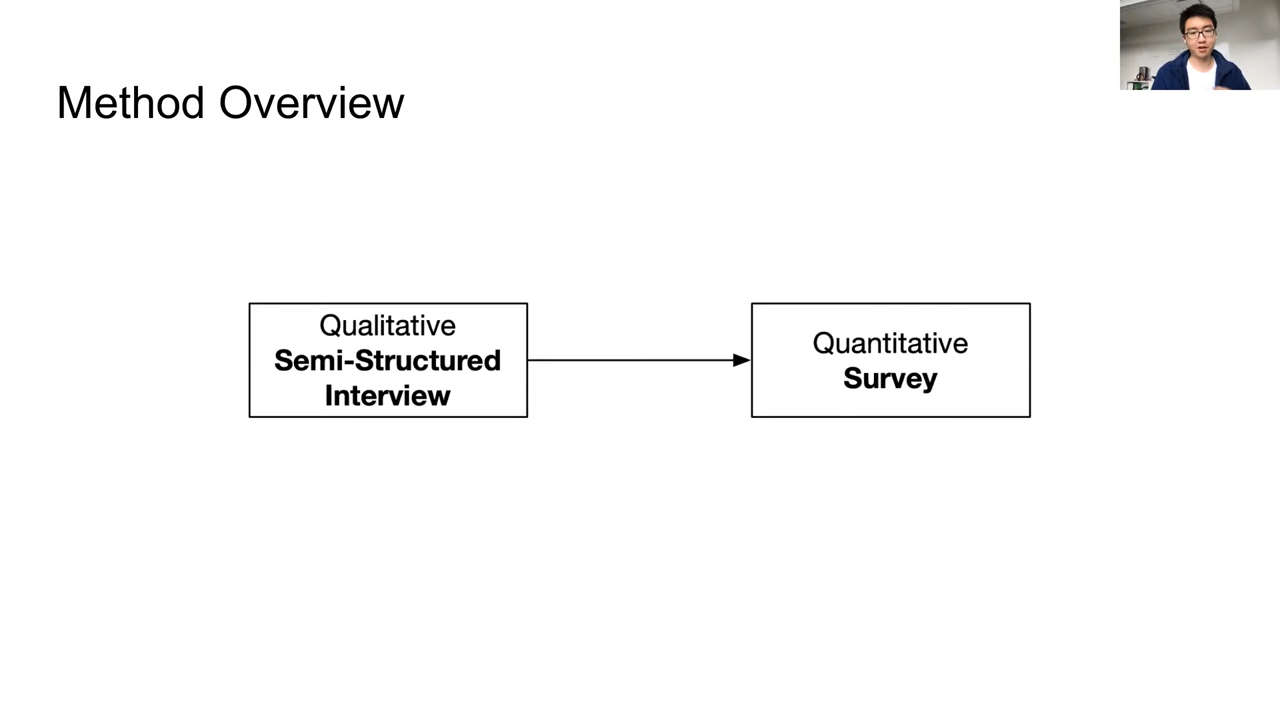 Method Overview
Qualitative
Semi-Structured
Interview
Quantitative
Survey